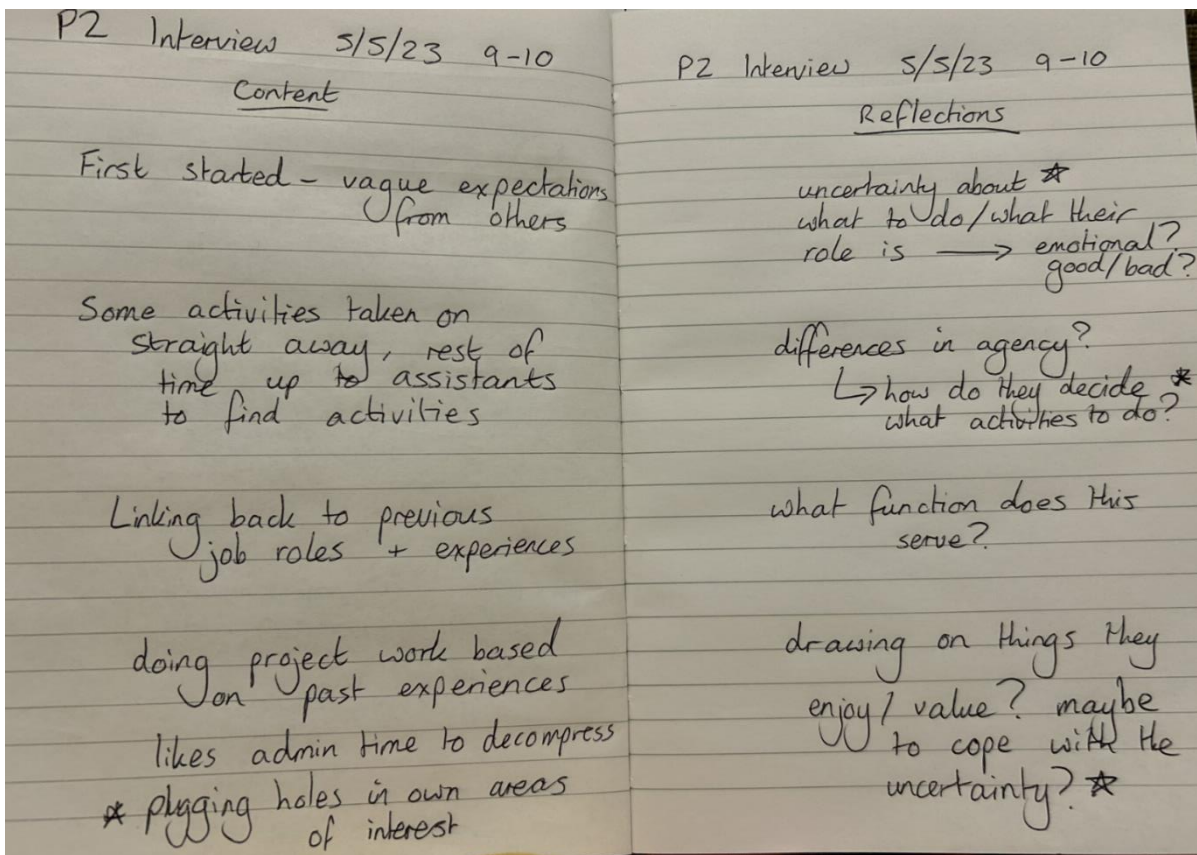 P2 Interview 5/5/23 9-10
Content
First started - vague expectations
from others
Some activities taken on
straight away, rest of
time up to assistants
to find activities
Linking back to previous
job roles + experiences
doing project work based
on past experiences
likes admin time to decompress
* plugging holes in own areas
of interest
P2 Interview 5/5/23 9-10
Reflections
uncertainty about ☆
what to do/what their
role is → emotional?
good/bad?
differences in agency?
↳ how do they decide *
what activities to do?
what function does this
serve?
drawing on things they
enjoy/value? maybe
to cope with the
uncertainty? ☆